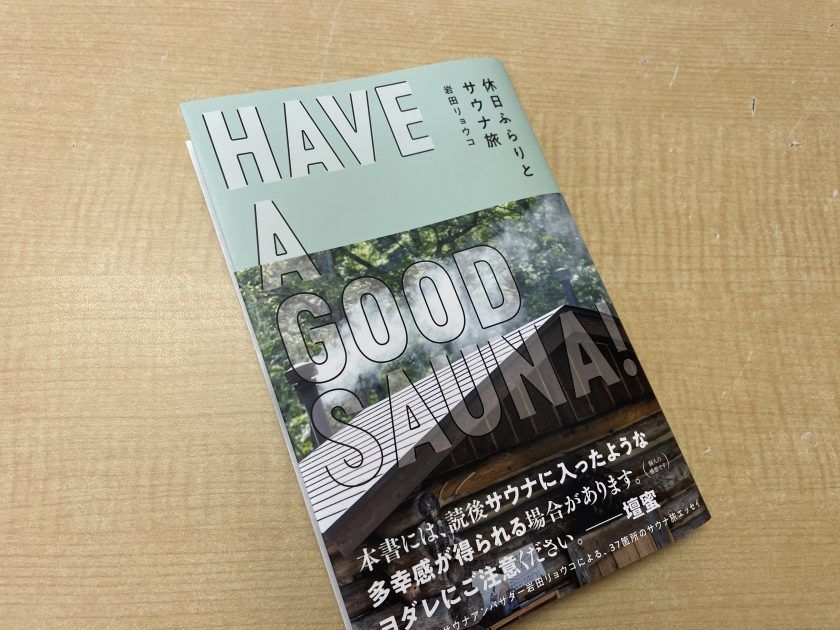 HAVE
A
GOOD
SAUNA!
休日ふらりと
サウナ旅
岩田リョウコ
本書には、読後サウナに入ったような
多幸感が得られる場合があります。(個人の感想です)
ヨダレにご注意ください。——壇蜜
サウナアンバサダー岩田リョウコによる、37箇所のサウナ旅エッセイ